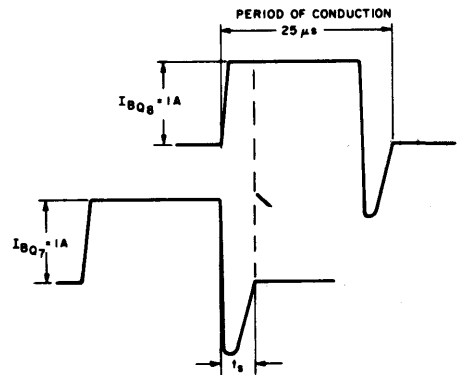 PERIOD OF CONDUCTION
25 μs
I_BQ8 = 1A
I_BQ7 = 1A
t_s